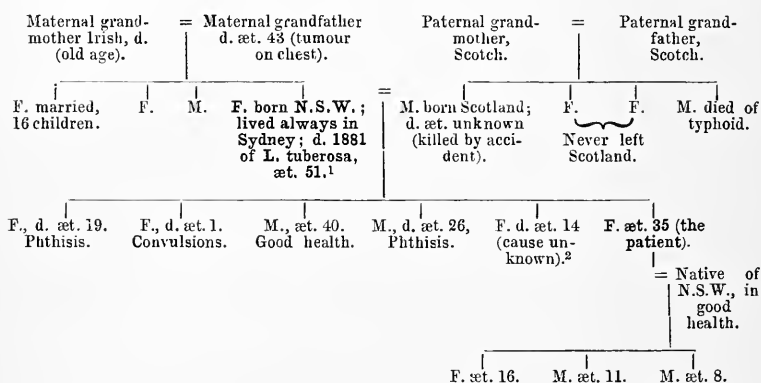 Maternal grand-
mother Irish, d.
(old age).
=
Maternal grandfather
d. æt. 43 (tumour
on chest).
Paternal grand-
mother,
Scotch.
=
Paternal grand-
father,
Scotch.
F. married,
16 children.
F.
M.
F. born N.S.W.;
lived always in
Sydney; d. 1881
of L. tuberosa,
æt. 51.¹
=
M. born Scotland;
d. æt. unknown
(killed by acci-
dent).
F.
F.
Never left
Scotland.
M. died of
typhoid.
F., d. æt. 19.
Phthisis.
F., d. æt. 1.
Convulsions.
M., æt. 40.
Good health.
M., d. æt. 26,
Phthisis.
F. d. æt. 14
(cause un-
known).²
F. æt. 35 (the
patient).
= Native of
N.S.W., in
good
health.
F. æt. 16.
M. æt. 11.
M. æt. 8.